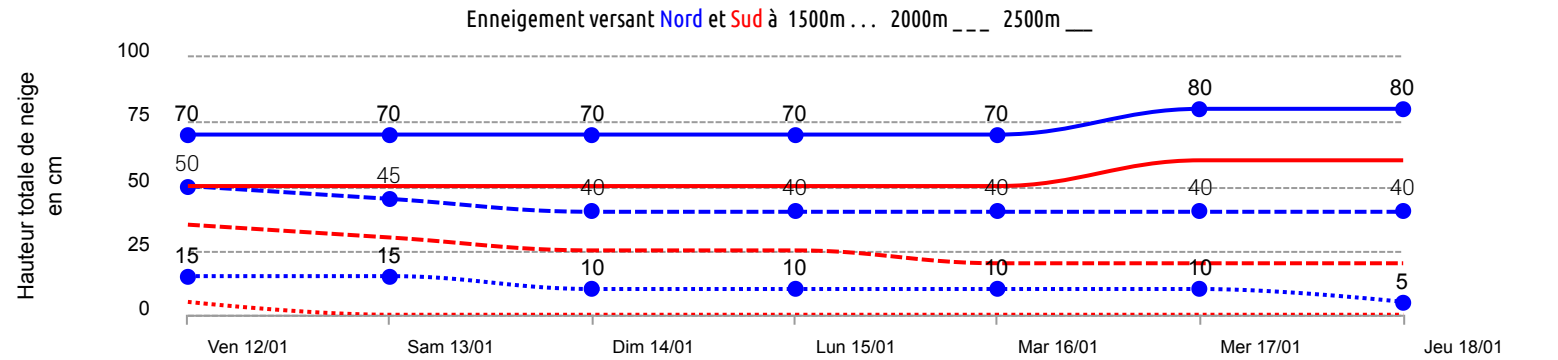 Enneigement versant Nord et Sud à 1500m . . . 2000m _ _ _ 2500m __
Hauteur totale de neige
en cm
100
75
50
25
0
70 70 70 70 70 80 80
50 45 40 40 40 40 40
15 15 10 10 10 10 5
Ven 12/01 Sam 13/01 Dim 14/01 Lun 15/01 Mar 16/01 Mer 17/01 Jeu 18/01